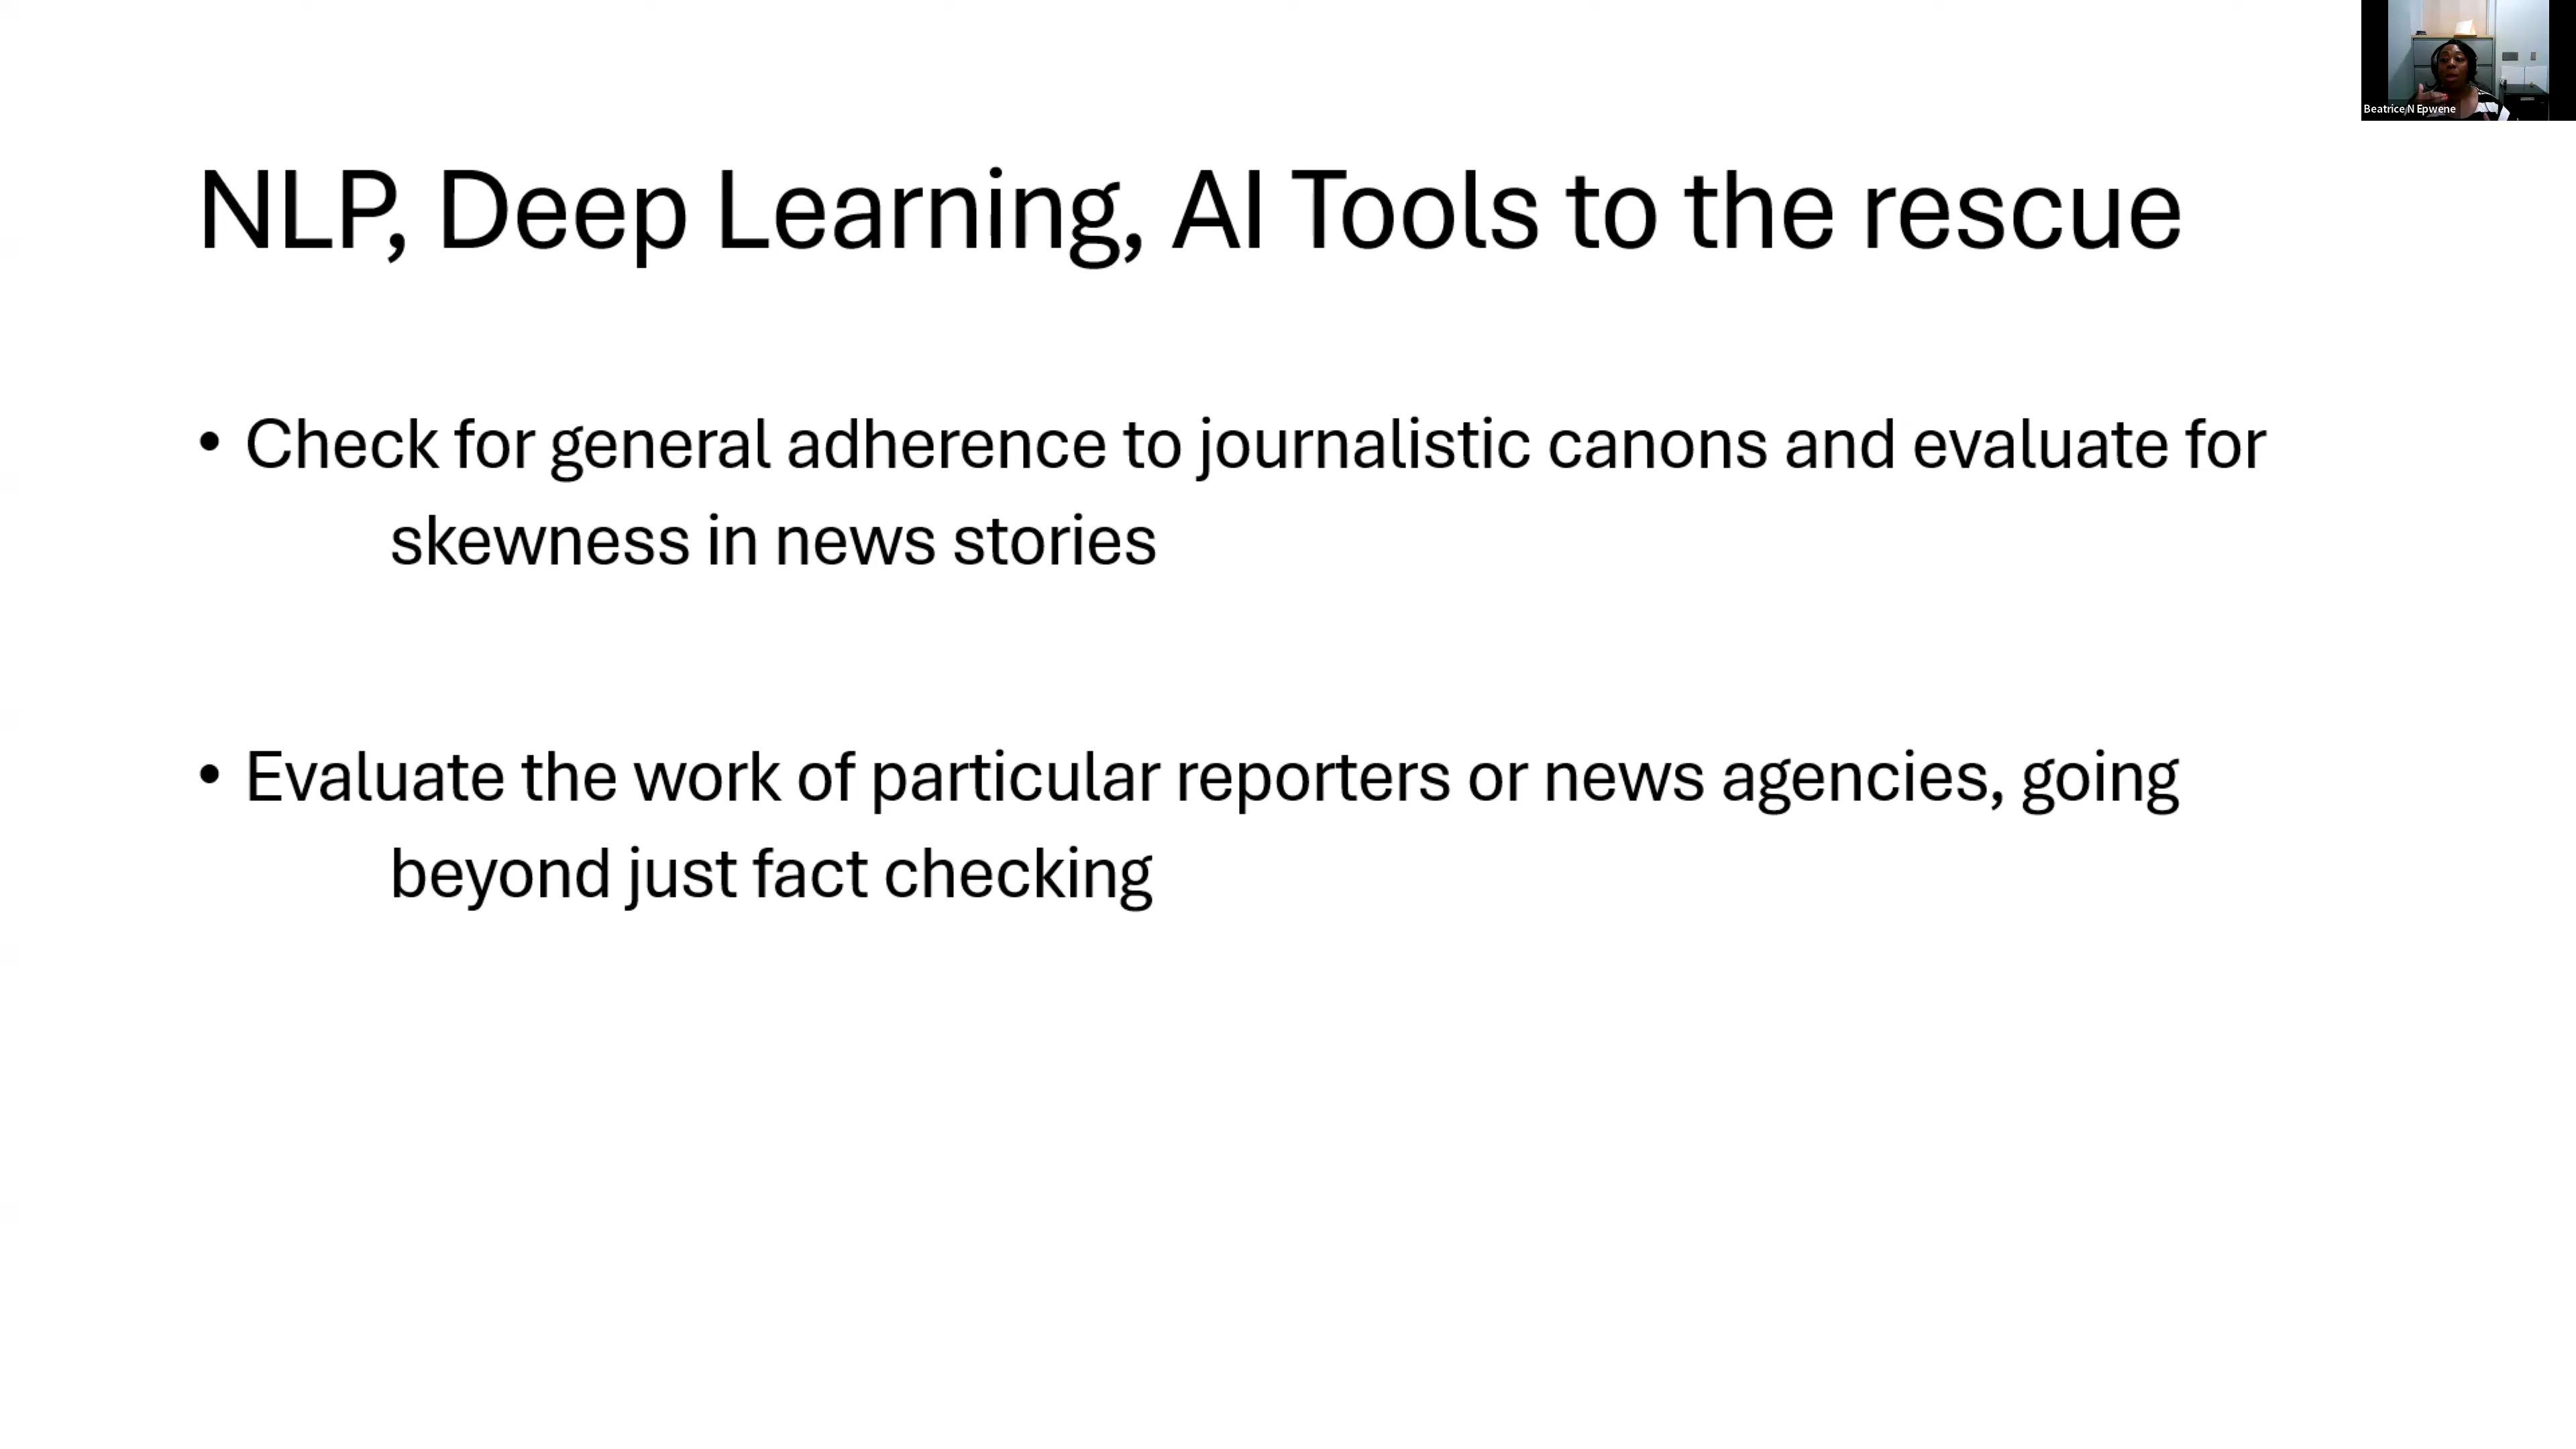 Beatrice N Epwene
NLP, Deep Learning, AI Tools to the rescue
• Check for general adherence to journalistic canons and evaluate for
skewness in news stories
• Evaluate the work of particular reporters or news agencies, going
beyond just fact checking